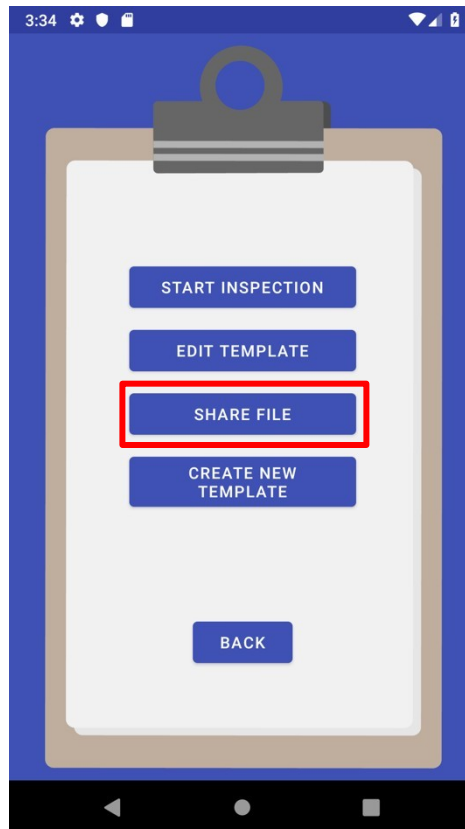 3:34
START INSPECTION
EDIT TEMPLATE
SHARE FILE
CREATE NEW
TEMPLATE
BACK